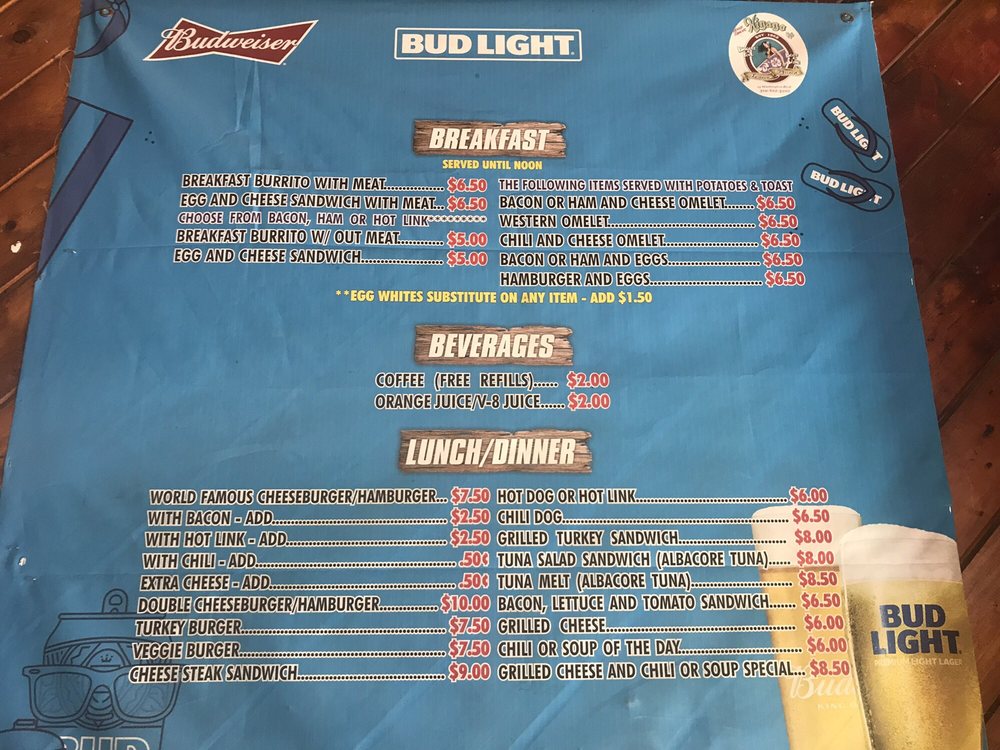 Budweiser
BUD LIGHT
BUD LIGHT
BUD LIGHT
BREAKFAST
SERVED UNTIL NOON
BREAKFAST BURRITO WITH MEAT............... $6.50
EGG AND CHEESE SANDWICH WITH MEAT... $6.50
CHOOSE FROM BACON, HAM OR HOT LINK*********
BREAKFAST BURRITO W/ OUT MEAT........... $5.00
EGG AND CHEESE SANDWICH..................... $5.00
THE FOLLOWING ITEMS SERVED WITH POTATOES & TOAST
BACON OR HAM AND CHEESE OMELET....... $6.50
WESTERN OMELET..................................... $6.50
CHILI AND CHEESE OMELET........................ $6.50
BACON OR HAM AND EGGS....................... $6.50
HAMBURGER AND EGGS............................ $6.50
**EGG WHITES SUBSTITUTE ON ANY ITEM - ADD $1.50
BEVERAGES
COFFEE (FREE REFILLS)...... $2.00
ORANGE JUICE/V-8 JUICE...... $2.00
LUNCH/DINNER
WORLD FAMOUS CHEESEBURGER/HAMBURGER... $7.50
WITH BACON - ADD............................................ $2.50
WITH HOT LINK - ADD........................................ $2.50
WITH CHILI - ADD.................................................. .50¢
EXTRA CHEESE - ADD.............................................. .50¢
DOUBLE CHEESEBURGER/HAMBURGER............... $10.00
TURKEY BURGER.................................................... $7.50
VEGGIE BURGER..................................................... $7.50
CHEESE STEAK SANDWICH..................................... $9.00
HOT DOG OR HOT LINK...................................... $6.00
CHILI DOG......................................................... $6.50
GRILLED TURKEY SANDWICH............................ $8.00
TUNA SALAD SANDWICH (ALBACORE TUNA)...... $8.00
TUNA MELT (ALBACORE TUNA)......................... $8.50
BACON, LETTUCE AND TOMATO SANDWICH....... $6.50
GRILLED CHEESE............................................... $6.00
CHILI OR SOUP OF THE DAY............................... $6.00
GRILLED CHEESE AND CHILI OR SOUP SPECIAL... $8.50
BUD
LIGHT
PREMIUM LIGHT LAGER
BUD